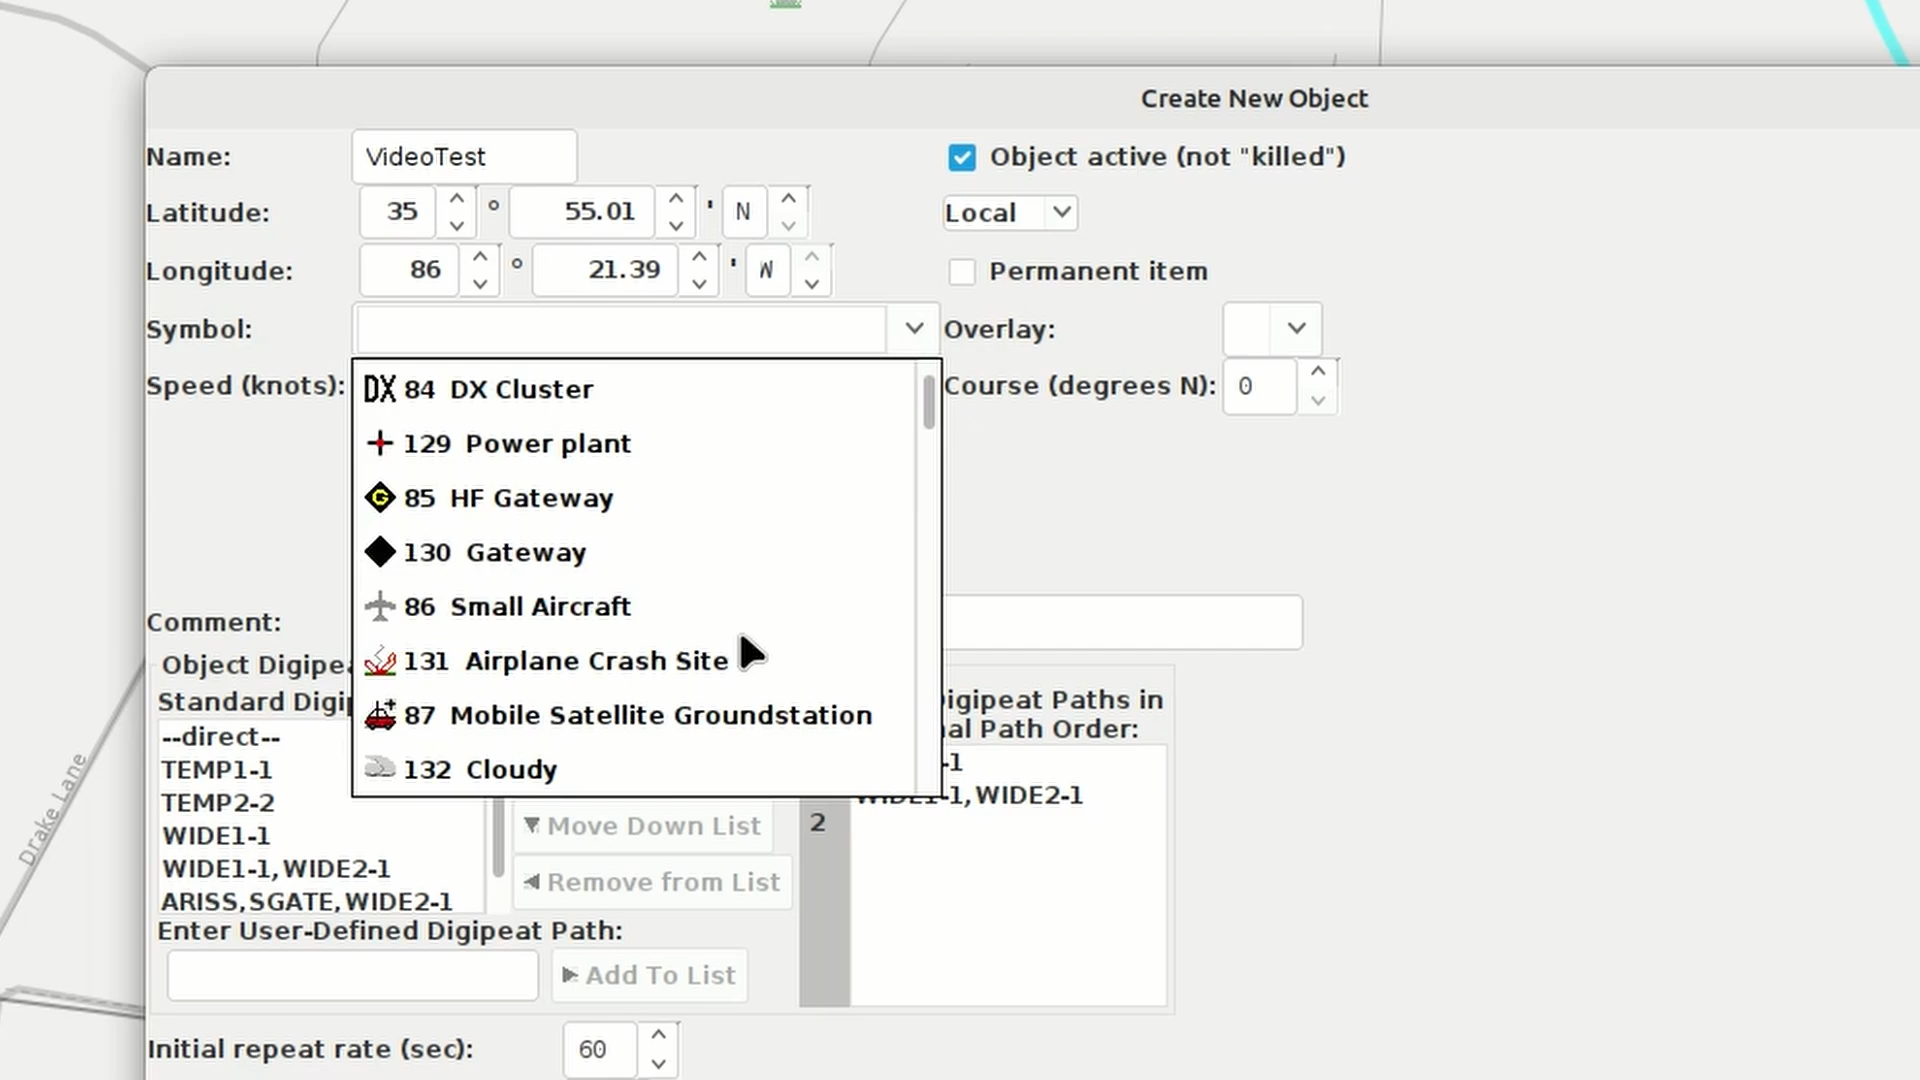 Create New Object
Name: VideoTest Object active (not "killed")
Latitude: 35 ° 55.01 ' N Local
Longitude: 86 ° 21.39 ' W Permanent item
Symbol: Overlay:
Speed (knots): Course (degrees N): 0
DX 84 DX Cluster
129 Power plant
G 85 HF Gateway
130 Gateway
86 Small Aircraft
131 Airplane Crash Site
87 Mobile Satellite Groundstation
132 Cloudy
Comment:
Object Digipea
Standard Digip
--direct--
TEMP1-1
TEMP2-2
WIDE1-1
WIDE1-1,WIDE2-1
ARISS,SGATE,WIDE2-1
Move Down List
Remove from List
igipeat Paths in
al Path Order:
-1
WIDE1-1,WIDE2-1
2
Enter User-Defined Digipeat Path:
Add To List
Initial repeat rate (sec): 60
Drake Lane